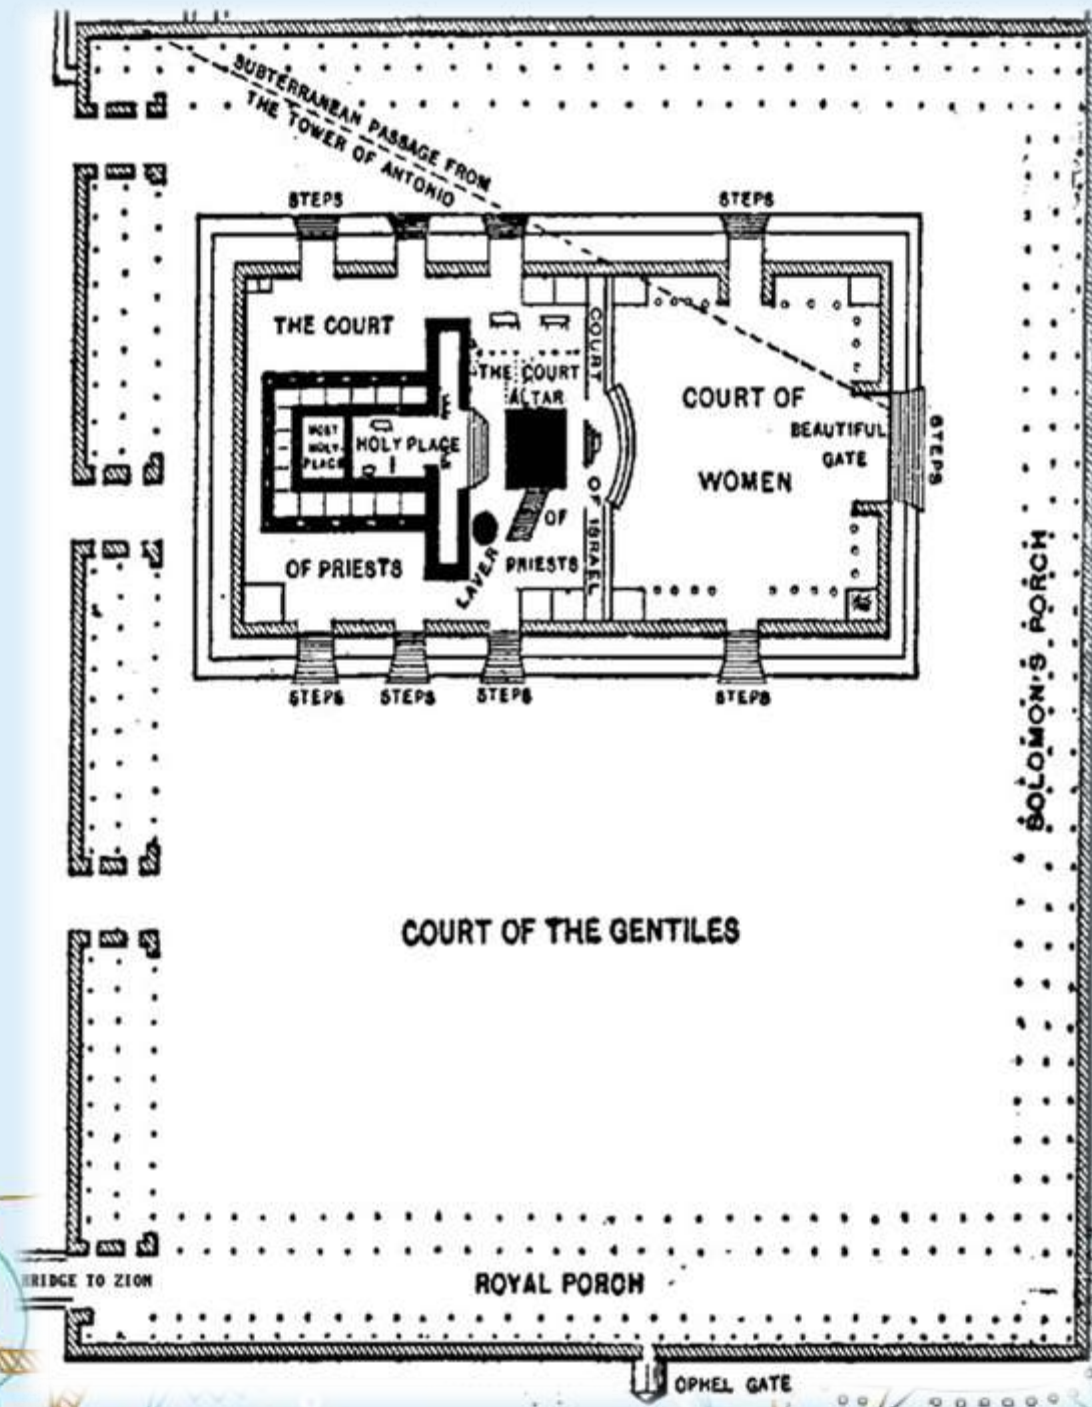 SUBTERRANEAN PASSAGE FROM
THE TOWER OF ANTONIO
STEPS
STEPS
THE COURT
COURT
THE COURT
ALTAR
COURT OF
BEAUTIFUL
GATE
STEPS
MOST
HOLY
PLACE
HOLY PLACE
WOMEN
OF ISRAEL
OF
PRIESTS
OF PRIESTS
LAVER
SOLOMON'S PORCH
STEPS
STEPS
STEPS
STEPS
COURT OF THE GENTILES
BRIDGE TO ZION
ROYAL PORCH
OPHEL GATE